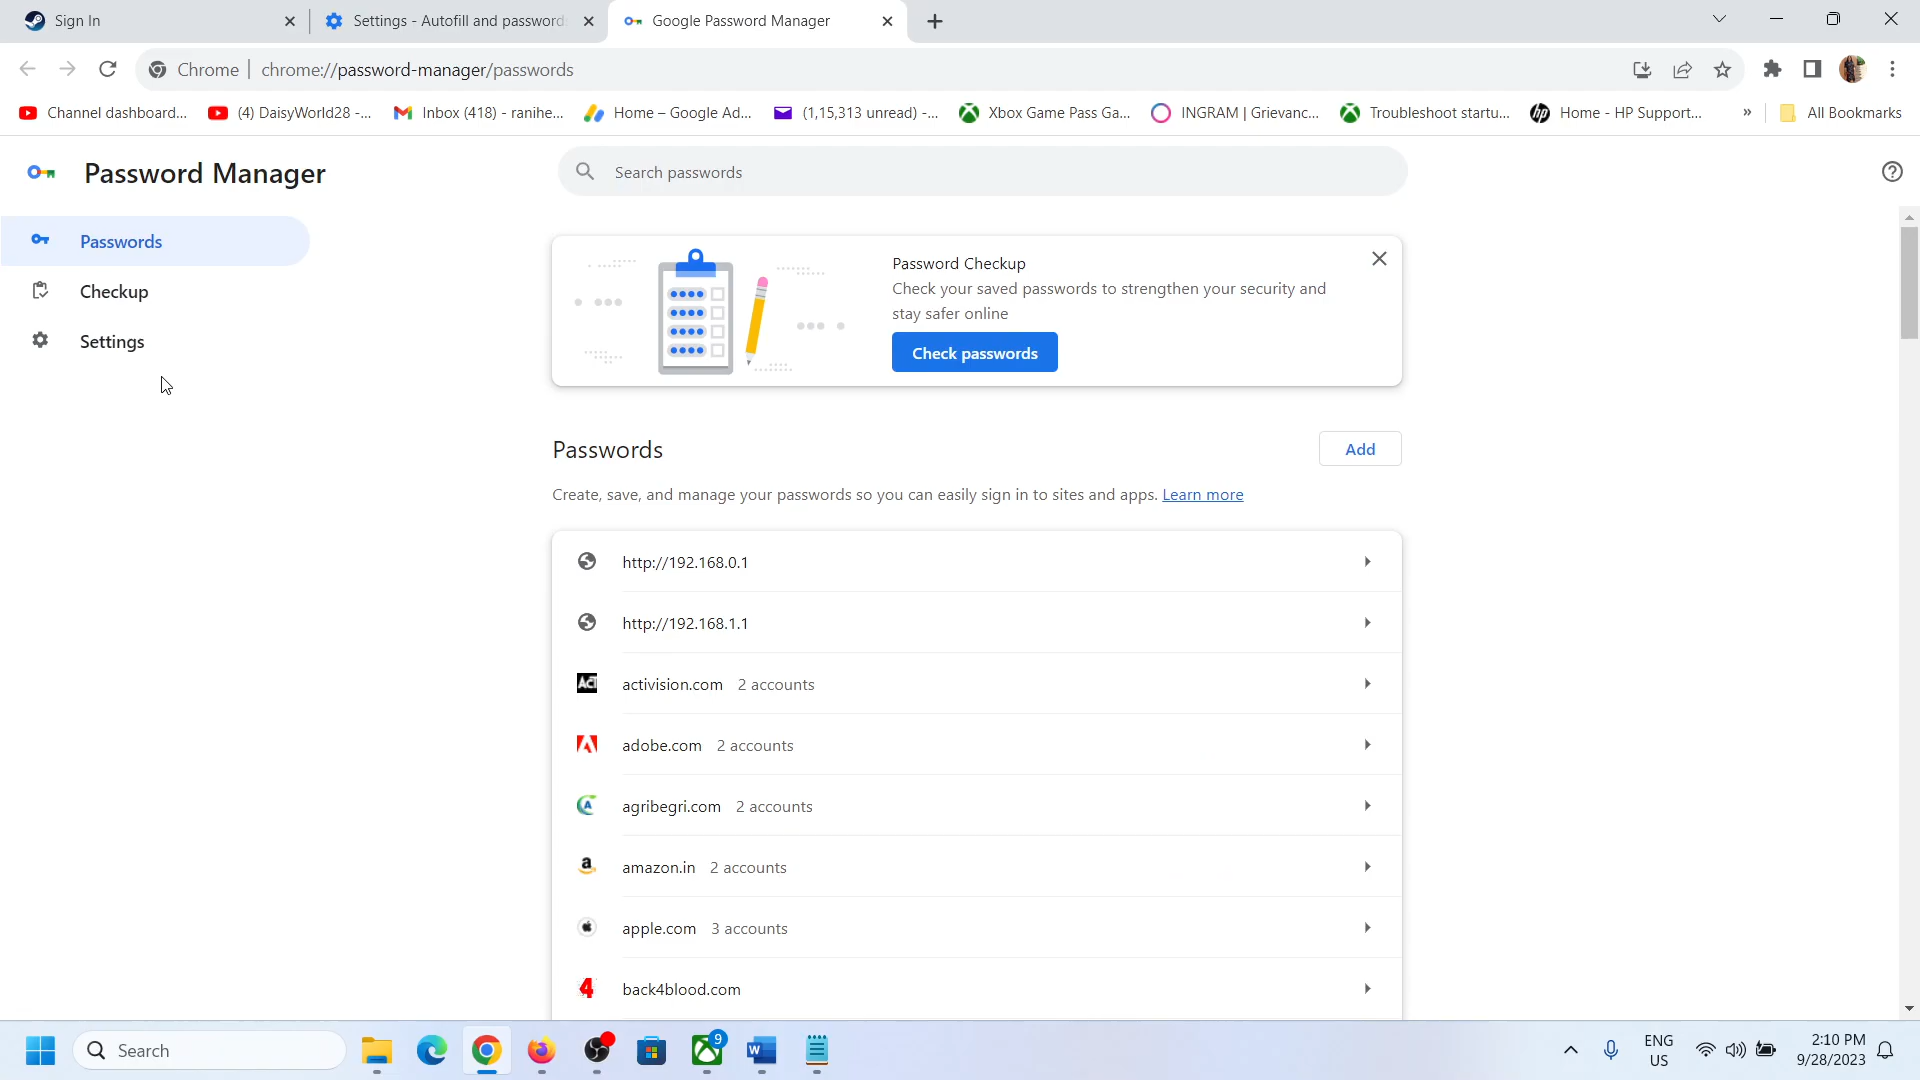 Sign In
Settings - Autofill and password
Google Password Manager
Chrome
chrome://password-manager/passwords
Channel dashboard...
(4) DaisyWorld28 -...
Inbox (418) - ranihe...
Home – Google Ad...
(1,15,313 unread) -...
Xbox Game Pass Ga...
INGRAM | Grievanc...
Troubleshoot startu...
Home - HP Support...
»
All Bookmarks
Password Manager
Search passwords
Passwords
Checkup
Settings
Password Checkup
Check your saved passwords to strengthen your security and
stay safer online
Check passwords
Passwords
Add
Create, save, and manage your passwords so you can easily sign in to sites and apps. Learn more
http://192.168.0.1
http://192.168.1.1
activision.com 2 accounts
adobe.com 2 accounts
agribegri.com 2 accounts
amazon.in 2 accounts
apple.com 3 accounts
back4blood.com
Search
9
ENG
US
2:10 PM
9/28/2023